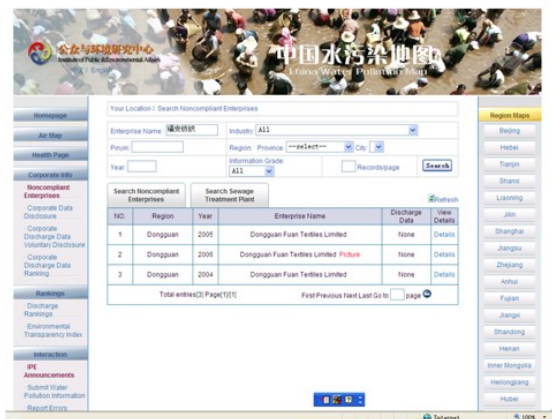 公众与环境研究中心
Institute of Public & Environmental Affairs
中国水污染地图
China Water Pollution Map
Your Location: Search Noncompliant Enterprises
Homepage
Air Map
Health Page
Corporate Info
Noncompliant
Enterprises
Corporate Data
Disclosure
Corporate
Discharge Data
Voluntary Disclosure
Corporate
Discharge Data
Ranking
Rankings
Discharge
Rankings
Environmental
Transparency Index
Interaction
IPE
Announcements
Submit Water
Pollution Information
Report Errors
Enterprise Name
Industry: All
Pinyin:
Region: Province --select-- City
Year
Information Grade
All
Records/page
Search
Search Noncompliant
Enterprises
Search Sewage
Treatment Plant
Refresh
NO. Region Year Enterprise Name Discharge Data View Details
1 Dongguan 2005 Dongguan Fuan Textiles Limited None Details
2 Dongguan 2006 Dongguan Fuan Textiles Limited Picture None Details
3 Dongguan 2004 Dongguan Fuan Textiles Limited None Details
Total entries[3] Page[1]/[1] First Previous Next Last Go to page
Region Maps
Beijing
Hebei
Tianjin
Shanxi
Liaoning
Jilin
Shanghai
Jiangsu
Zhejiang
Anhui
Fujian
Jiangxi
Shandong
Henan
Inner Mongolia
Heilongjiang
Hubei
Internet
100%